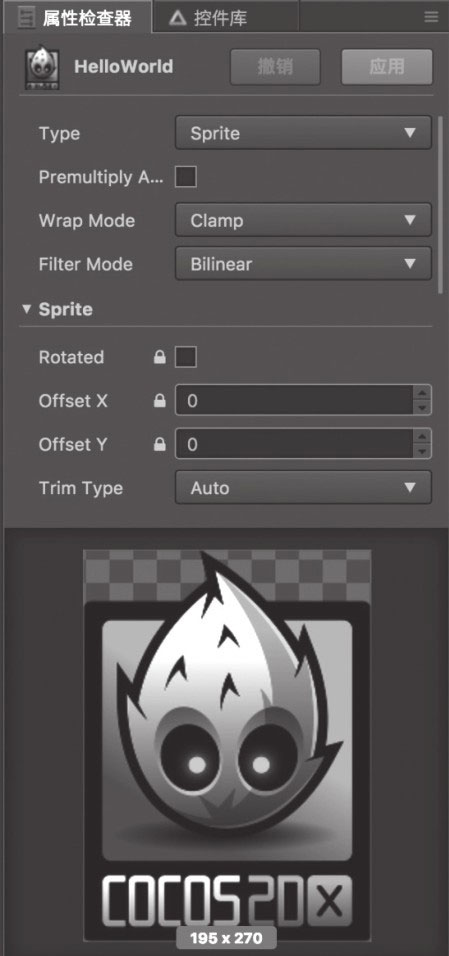 属性检查器 控件库
HelloWorld 撤销 应用
Type Sprite
Premultiply A...
Wrap Mode Clamp
Filter Mode Bilinear
Sprite
Rotated
Offset X 0
Offset Y 0
Trim Type Auto
COCOS2DX
195 x 270